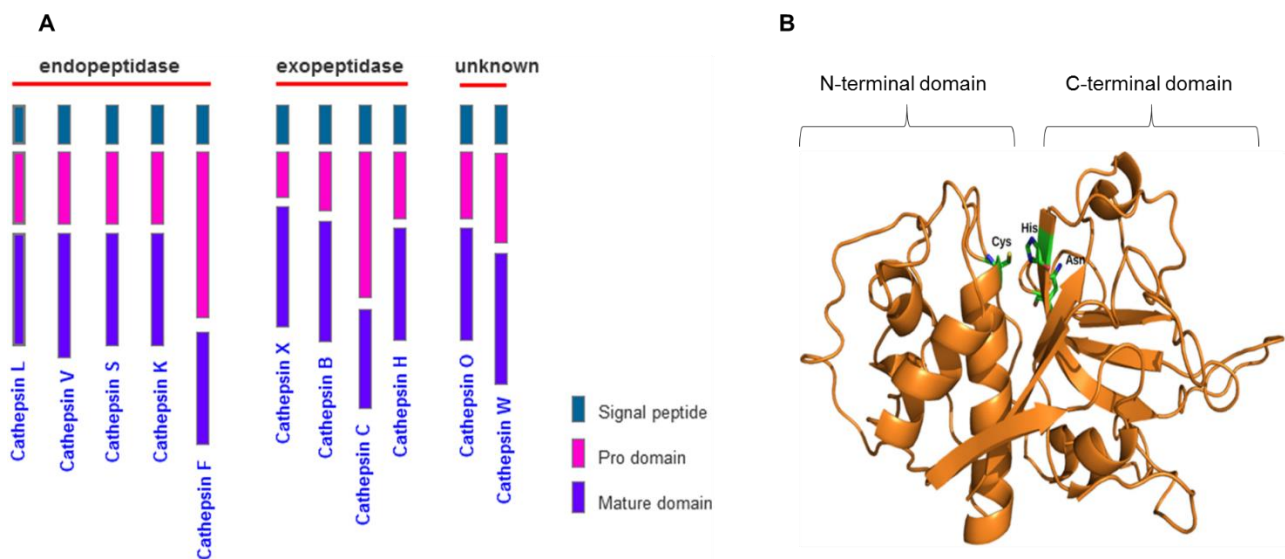 A
endopeptidase
exopeptidase
unknown
Cathepsin L
Cathepsin V
Cathepsin S
Cathepsin K
Cathepsin F
Cathepsin X
Cathepsin B
Cathepsin C
Cathepsin H
Cathepsin O
Cathepsin W
Signal peptide
Pro domain
Mature domain
B
N-terminal domain
C-terminal domain
Cys
His
Asn